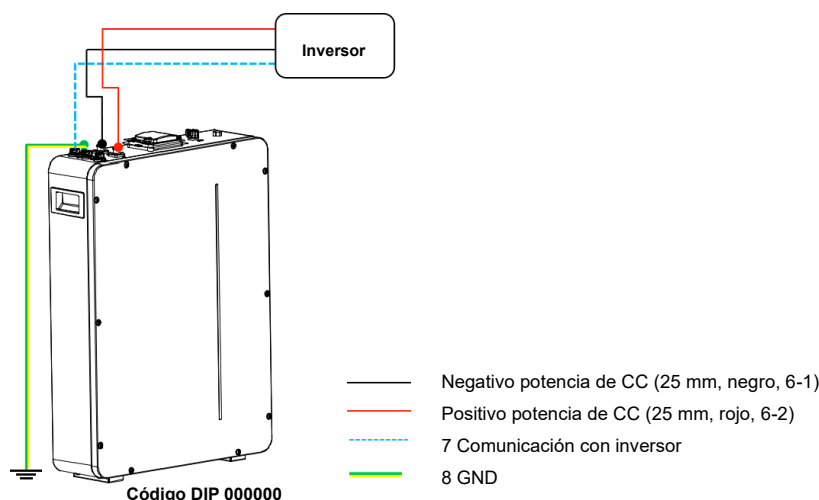 Inversor
Negativo potencia de CC (25 mm, negro, 6-1)
Positivo potencia de CC (25 mm, rojo, 6-2)
7 Comunicación con inversor
8 GND
Código DIP 000000